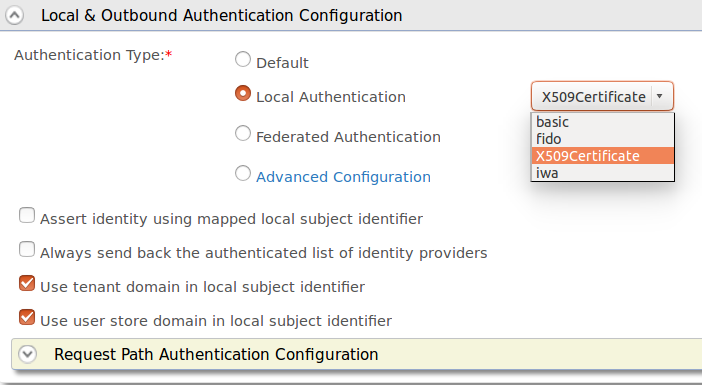 Local & Outbound Authentication Configuration
Authentication Type:*
Default
Local Authentication
X509Certificate
basic
fido
X509Certificate
iwa
Federated Authentication
Advanced Configuration
Assert identity using mapped local subject identifier
Always send back the authenticated list of identity providers
Use tenant domain in local subject identifier
Use user store domain in local subject identifier
Request Path Authentication Configuration